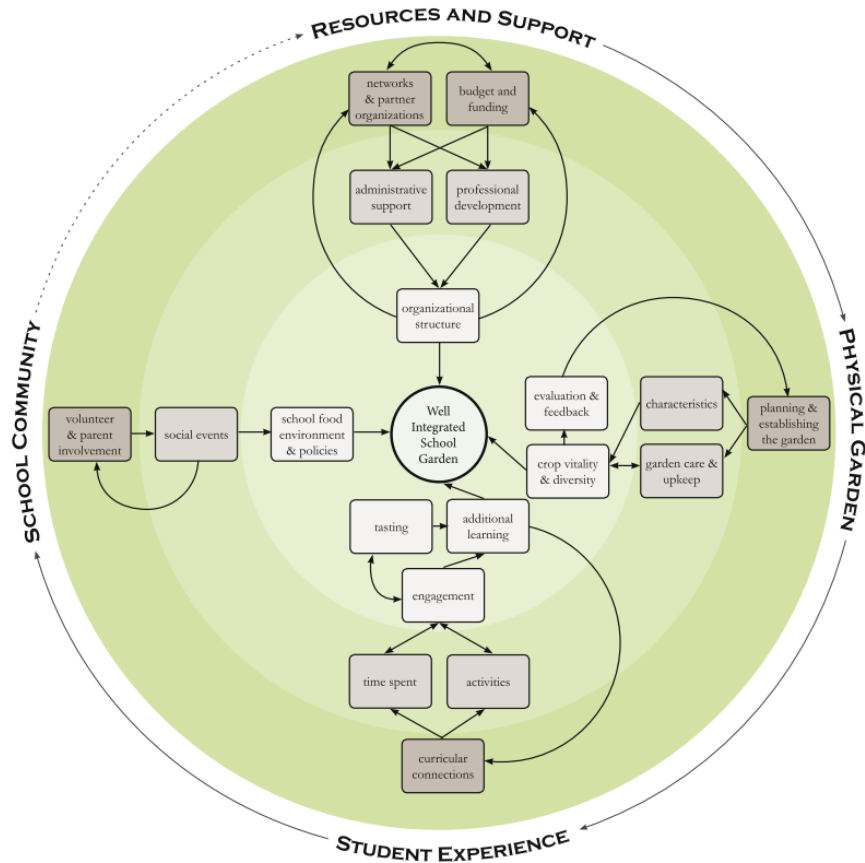 RESOURCES AND SUPPORT
networks
& partner
organizations
budget and
funding
administrative
support
professional
development
organizational
structure
SCHOOL COMMUNITY
PHYSICAL GARDEN
volunteer
& parent
involvement
social events
school food
environment
& policies
Well
Integrated
School
Garden
evaluation &
feedback
characteristics
planning &
establishing
the garden
crop vitality
& diversity
garden care &
upkeep
tasting
additional
learning
engagement
time spent
activities
curricular
connections
STUDENT EXPERIENCE